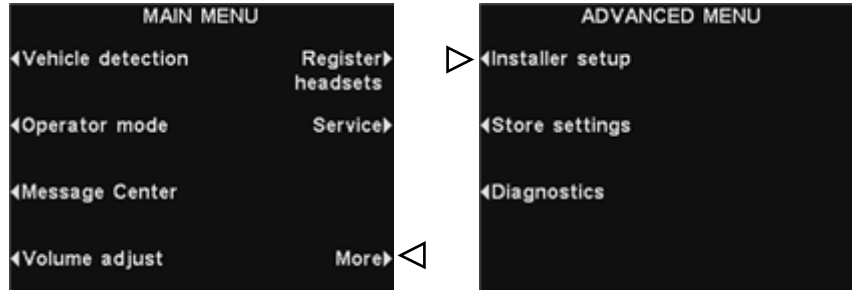 MAIN MENU
Vehicle detection
Register
headsets
Operator mode
Service
Message Center
Volume adjust
More
ADVANCED MENU
Installer setup
Store settings
Diagnostics